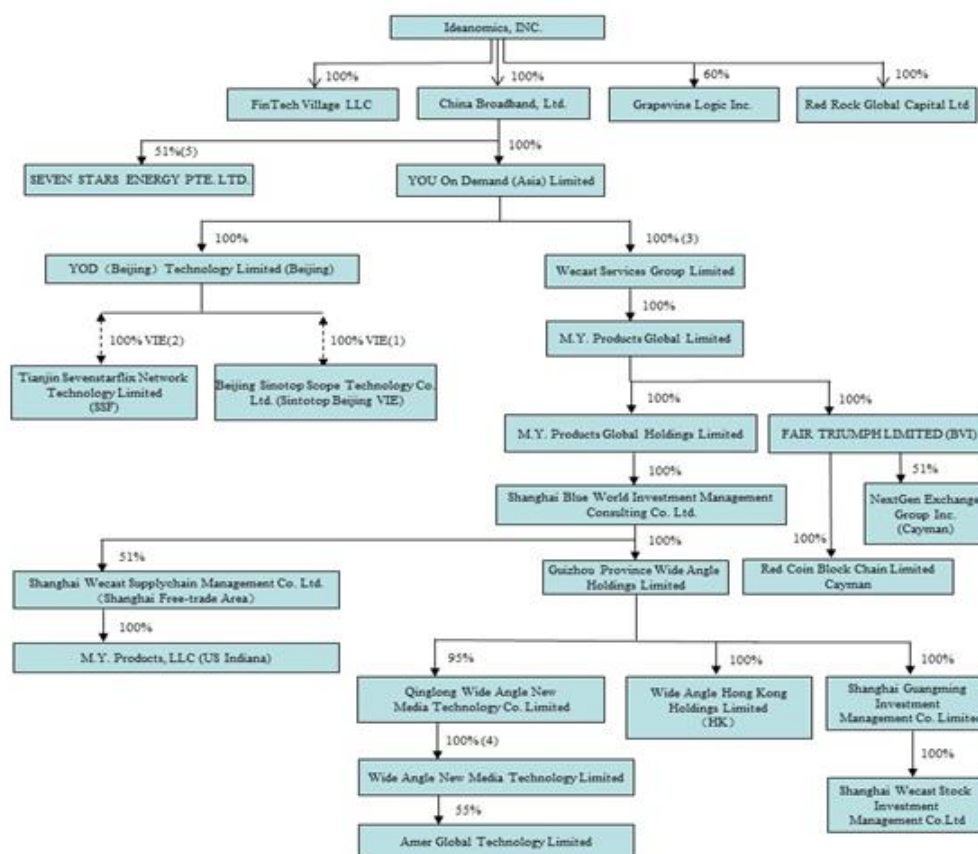 Ideanomics, INC.
100%
100%
60%
100%
FinTech Village LLC
China Broadband, Ltd.
Grapevine Logic Inc.
Red Rock Global Capital Ltd
51%(5)
100%
SEVEN STARS ENERGY PTE. LTD.
YOU On Demand (Asia) Limited
100%
100% (3)
YOD（Beijing）Technology Limited (Beijing)
Wecast Services Group Limited
100%
100% VIE(2)
100% VIE(1)
M.Y. Products Global Limited
Tianjin Sevenstarflix Network
Technology Limited
(SSF)
Beijing Sinotop Scope Technology Co.
Ltd. (Sintotop Beijing VIE)
100%
100%
M.Y. Products Global Holdings Limited
FAIR TRIUMPH LIMITED (BVI)
100%
51%
Shanghai Blue World Investment Management
Consulting Co. Ltd.
NextGen Exchange
Group Inc.
(Cayman)
51%
100%
100%
Shanghai Wecast Supplychain Management Co. Ltd.
（Shanghai Free-trade Area）
Guizhou Province Wide Angle
Holdings Limited
Red Coin Block Chain Limited
Cayman
100%
M.Y. Products, LLC (US Indiana)
95%
100%
100%
Qinglong Wide Angle New
Media Technology Co. Limited
Wide Angle Hong Kong
Holdings Limited
（HK）
Shanghai Guangming
Investment
Management Co. Limited
100% (4)
100%
Wide Angle New Media Technology Limited
Shanghai Wecast Stock
Investment
Management Co.Ltd
55%
Amer Global Technology Limited